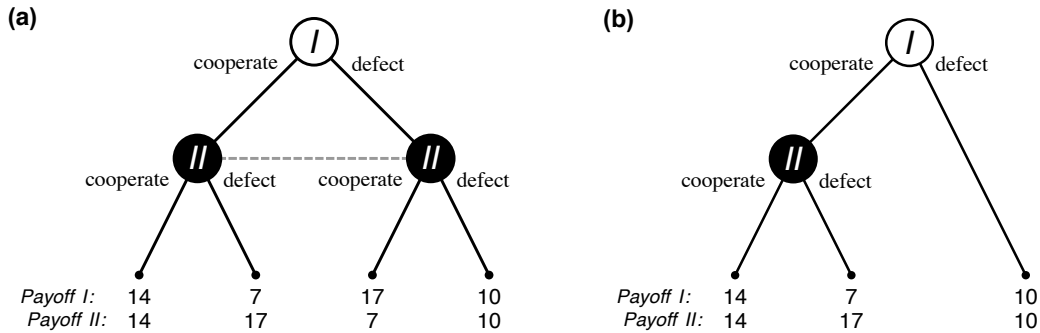 (a)
(b)
I
I
cooperate defect
cooperate defect
II II
II
cooperate defect cooperate defect
cooperate defect
Payoff I: 14 7 17 10
Payoff II: 14 17 7 10
Payoff I: 14 7 10
Payoff II: 14 17 10